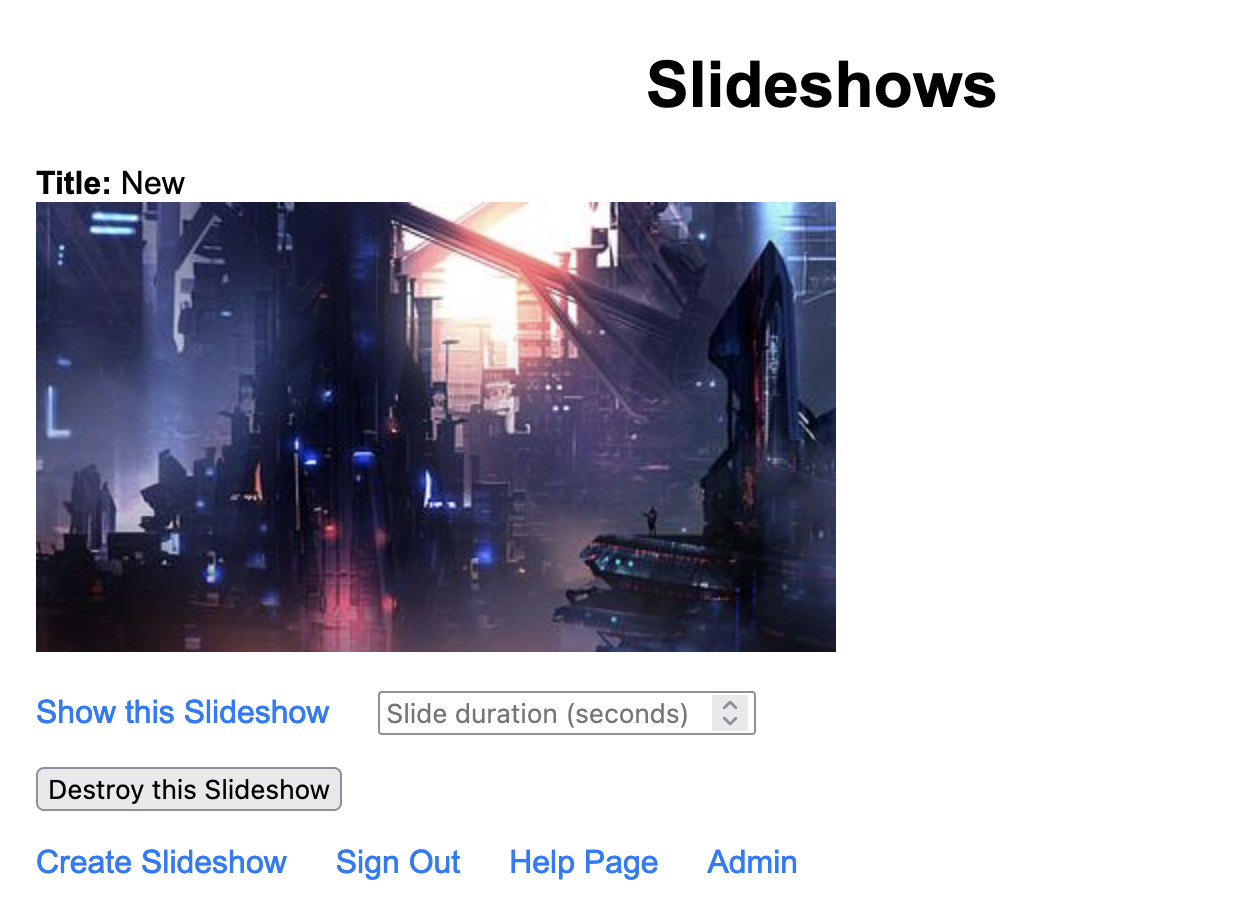 Slideshows
Title: New
Show this Slideshow
Slide duration (seconds)
Destroy this Slideshow
Create Slideshow Sign Out Help Page Admin